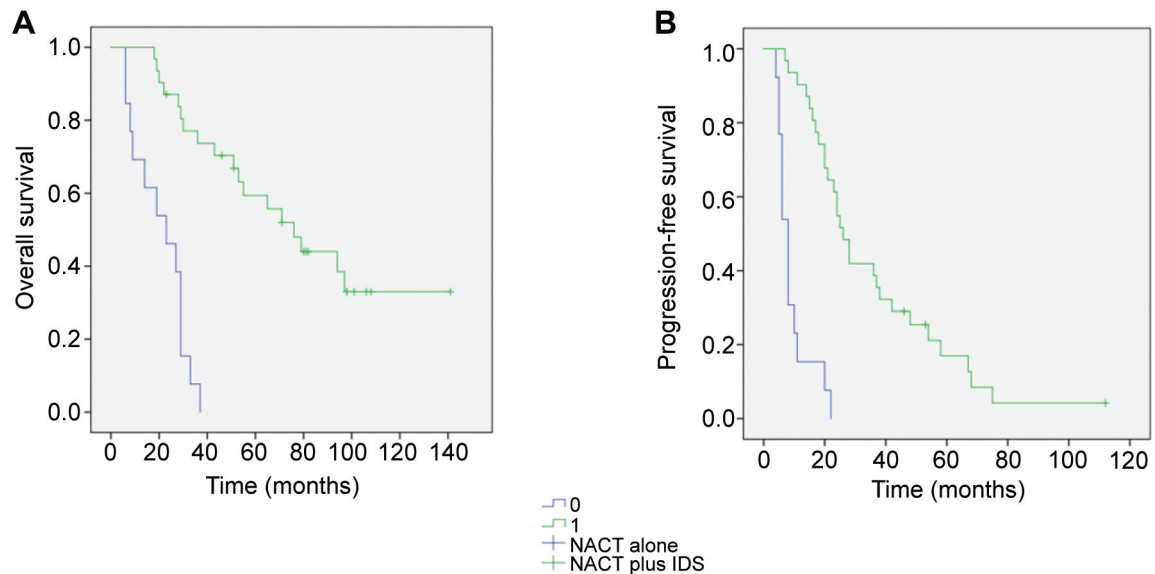 A
Overall survival
1.0
0.8
0.6
0.4
0.2
0.0
0 20 40 60 80 100 120 140
Time (months)
B
Progression-free survival
1.0
0.8
0.6
0.4
0.2
0.0
0 20 40 60 80 100 120
Time (months)
0
1
NACT alone
NACT plus IDS